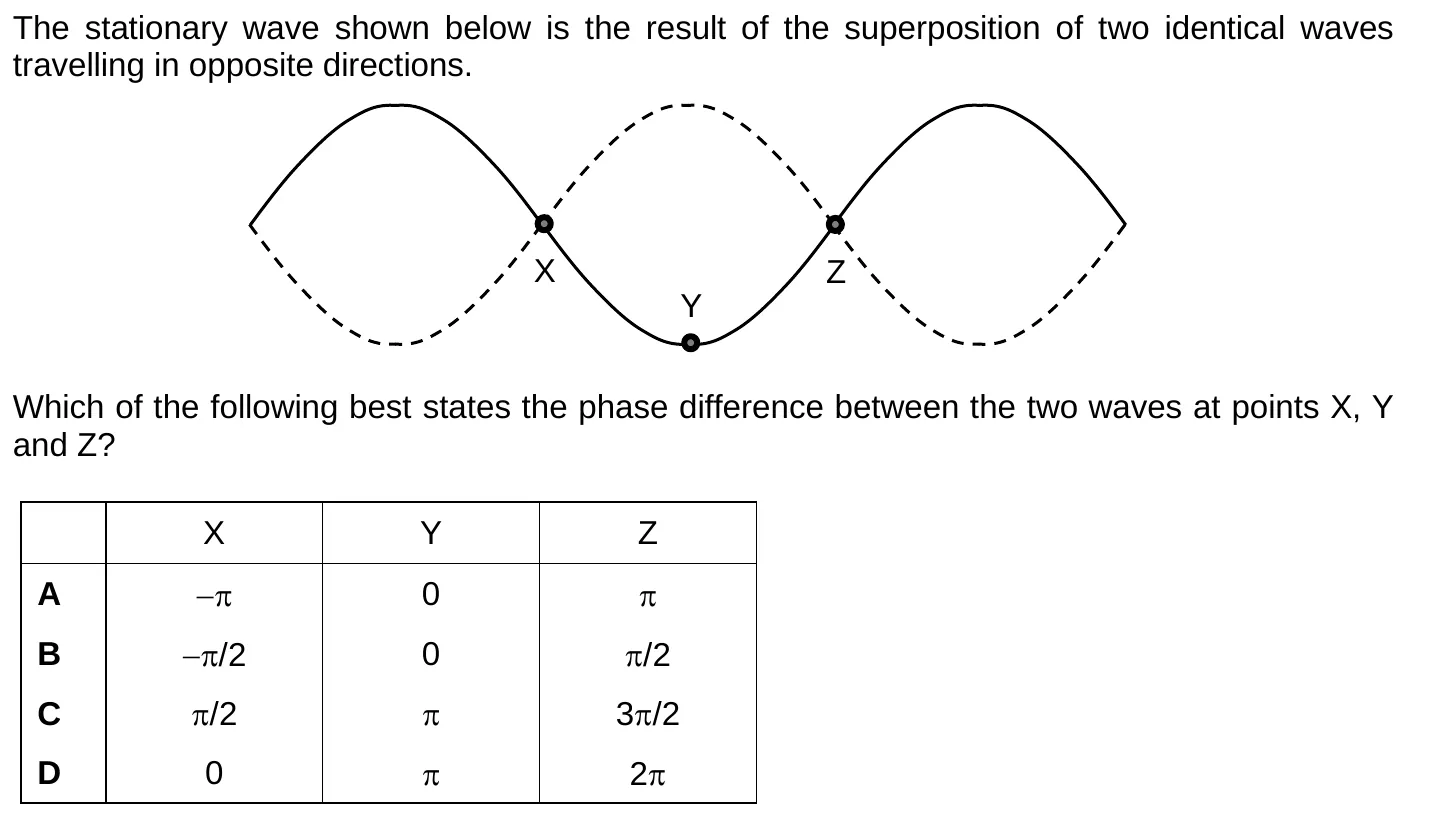 The stationary wave shown below is the result of the superposition of two identical waves
travelling in opposite directions.
X
Z
Y
Which of the following best states the phase difference between the two waves at points X, Y
and Z?
X Y Z
A –π 0 π
B –π/2 0 π/2
C π/2 π 3π/2
D 0 π 2π